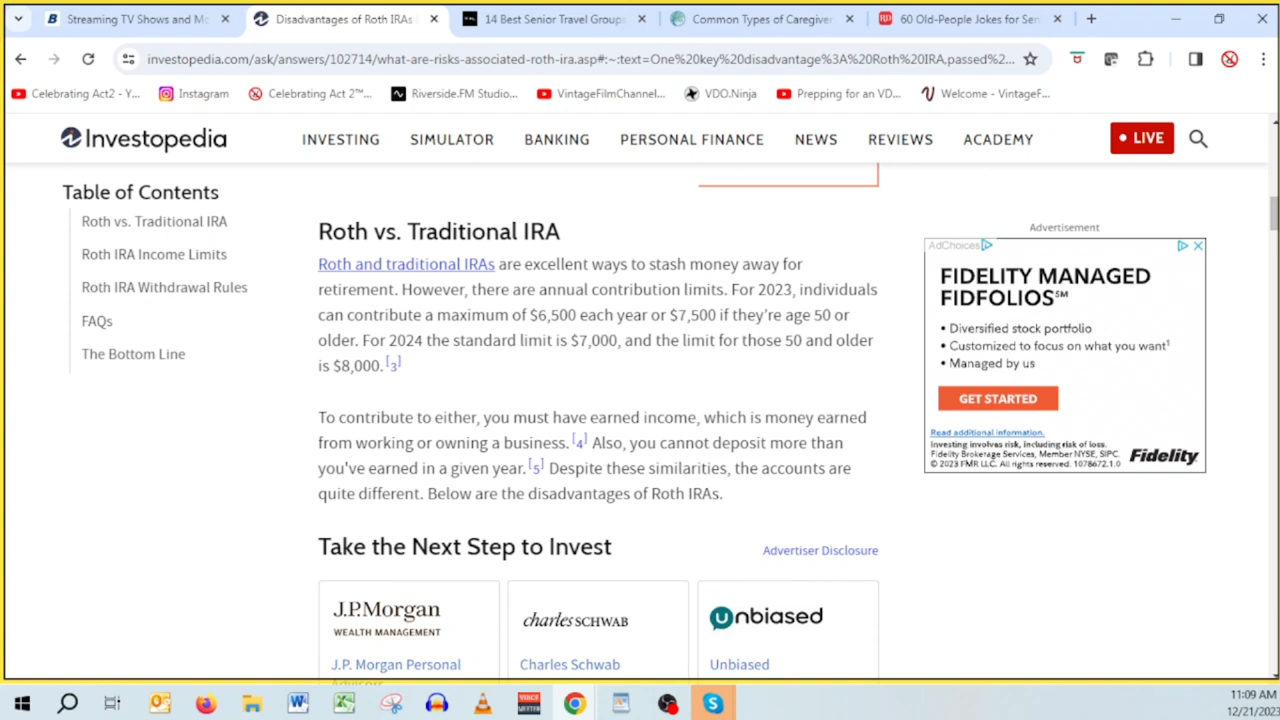 Streaming TV Shows and Mo
Disadvantages of Roth IRAs
14 Best Senior Travel Groups
Common Types of Caregiver
60 Old-People Jokes for Sen
investopedia.com/ask/answers/102714/what-are-risks-associated-roth-ira.asp#:~:text=One%20key%20disadvantage%3A%20Roth%20IRA,passed%2...
Celebrating Act2 - Y...
Instagram
Celebrating Act 2™...
Riverside.FM Studio...
VintageFilmChannel...
VDO.Ninja
Prepping for an VD...
Welcome - VintageF...
Investopedia
INVESTING
SIMULATOR
BANKING
PERSONAL FINANCE
NEWS
REVIEWS
ACADEMY
LIVE
Table of Contents
Roth vs. Traditional IRA
Roth IRA Income Limits
Roth IRA Withdrawal Rules
FAQs
The Bottom Line
Roth vs. Traditional IRA
Roth and traditional IRAs are excellent ways to stash money away for
retirement. However, there are annual contribution limits. For 2023, individuals
can contribute a maximum of $6,500 each year or $7,500 if they're age 50 or
older. For 2024 the standard limit is $7,000, and the limit for those 50 and older
is $8,000. [3]
To contribute to either, you must have earned income, which is money earned
from working or owning a business. [4] Also, you cannot deposit more than
you've earned in a given year. [5] Despite these similarities, the accounts are
quite different. Below are the disadvantages of Roth IRAs.
Take the Next Step to Invest
Advertiser Disclosure
J.P.Morgan
WEALTH MANAGEMENT
J.P. Morgan Personal
Advisors
charles SCHWAB
Charles Schwab
Unbiased
Unbiased
Advertisement
AdChoices
FIDELITY MANAGED
FIDFOLIOS℠
• Diversified stock portfolio
• Customized to focus on what you want¹
• Managed by us
GET STARTED
Read additional information.
Investing involves risk, including risk of loss.
Fidelity Brokerage Services, Member NYSE, SIPC.
© 2023 FMR LLC. All rights reserved. 1078672.1.0
Fidelity
VOICE
MEETER
11:09 AM
12/21/2023